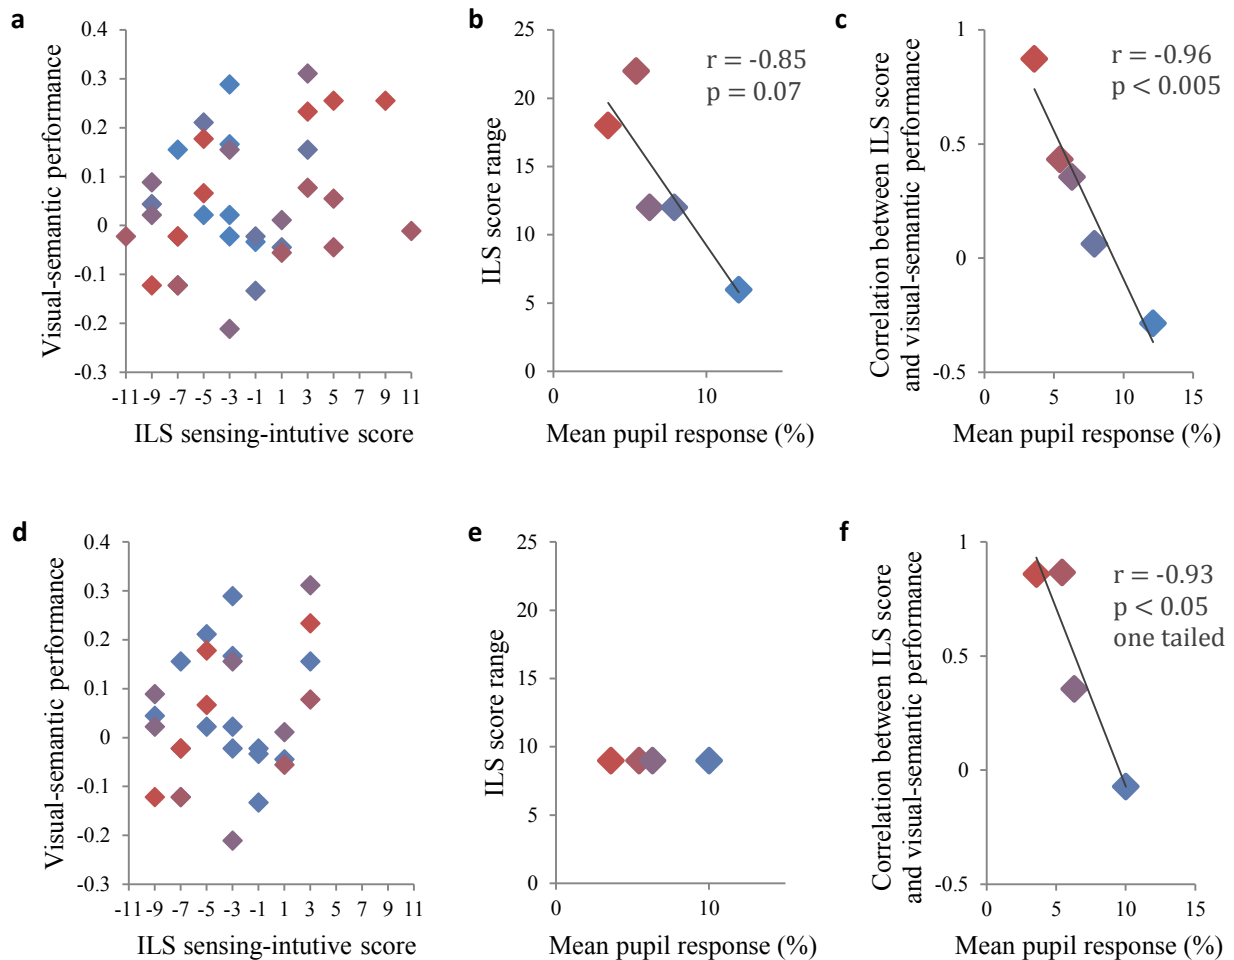 a
Visual-semantic performance
0.4
0.3
0.2
0.1
0
-0.1
-0.2
-0.3
-11 -9 -7 -5 -3 -1 1 3 5 7 9 11
ILS sensing-intutive score
b
ILS score range
25
20
15
10
5
0
r = -0.85
p = 0.07
0 10
Mean pupil response (%)
c
Correlation between ILS score
and visual-semantic performance
1
0.5
0
-0.5
r = -0.96
p < 0.005
0 5 10 15
Mean pupil response (%)
d
Visual-semantic performance
0.4
0.3
0.2
0.1
0
-0.1
-0.2
-0.3
-11 -9 -7 -5 -3 -1 1 3 5 7 9 11
ILS sensing-intutive score
e
ILS score range
25
20
15
10
5
0
0 10
Mean pupil response (%)
f
Correlation between ILS score
and visual-semantic performance
1
0.5
0
-0.5
r = -0.93
p < 0.05
one tailed
0 5 10 15
Mean pupil response (%)